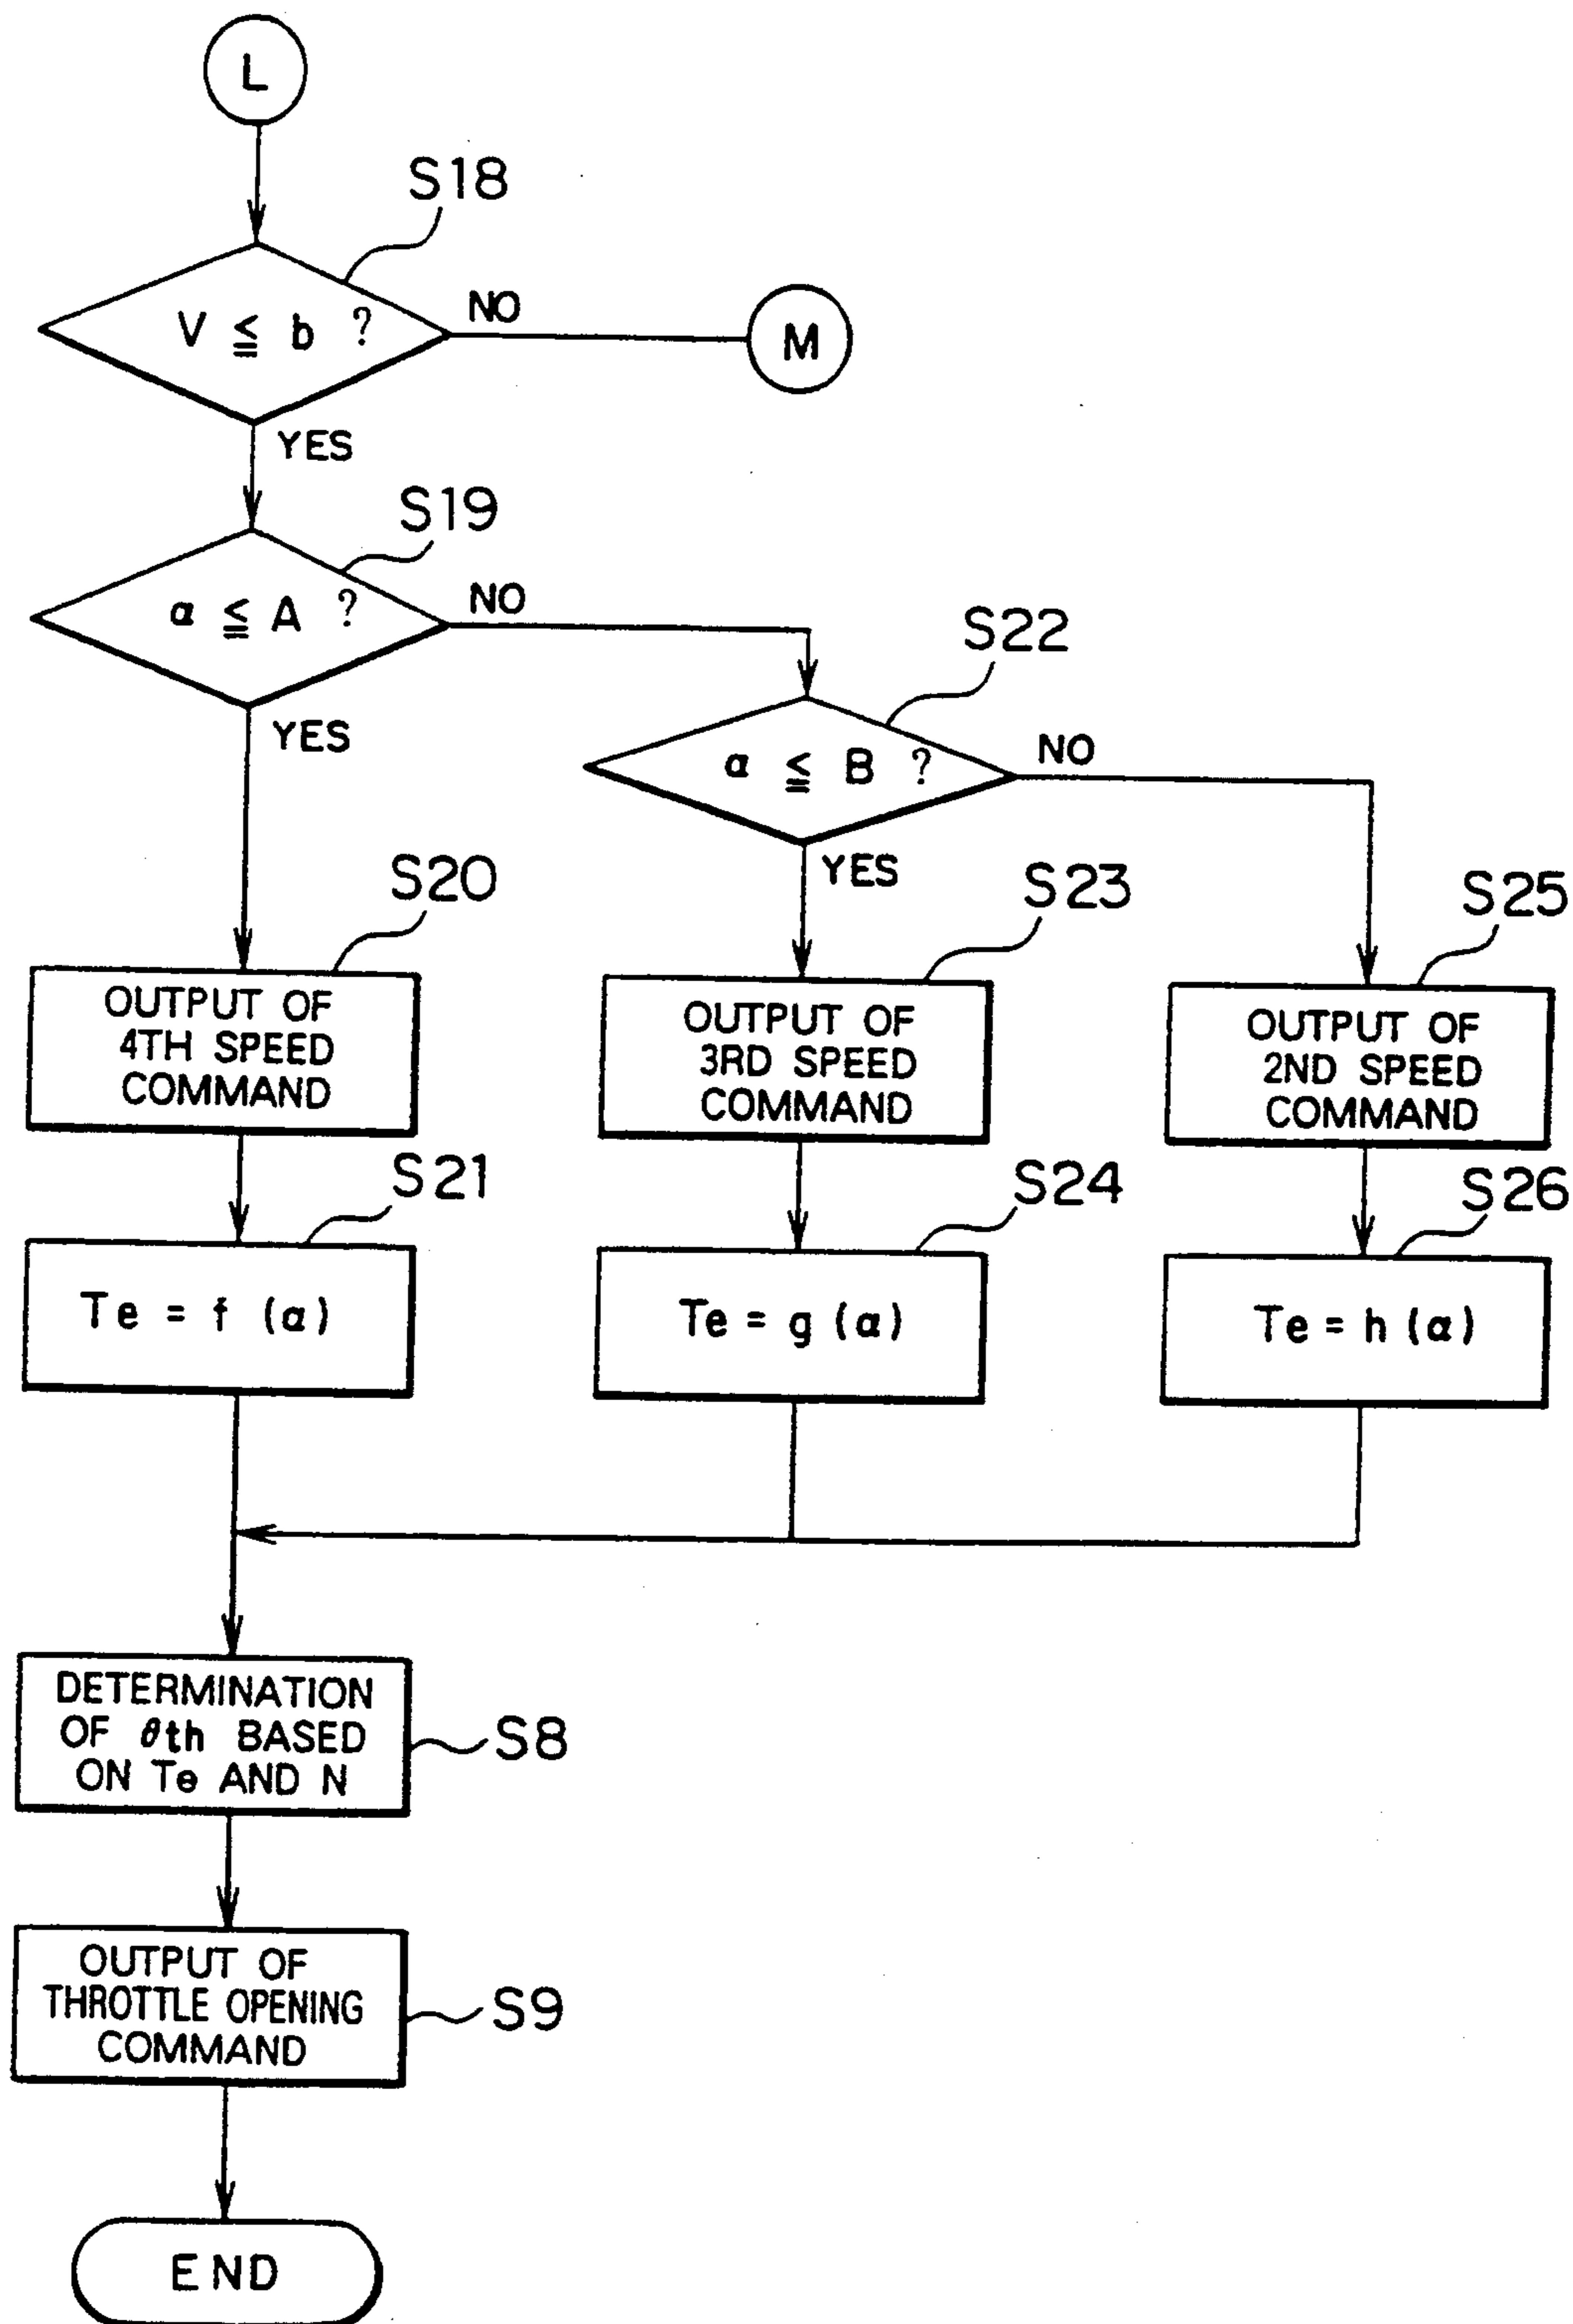 L
S18
V ≦ b ?
NO
M
YES
S19
α ≦ A ?
NO
S22
YES
α ≦ B ?
NO
YES
S20
S23
S25
OUTPUT OF
4TH SPEED
COMMAND
OUTPUT OF
3RD SPEED
COMMAND
OUTPUT OF
2ND SPEED
COMMAND
S21
S24
S26
Te = f (α)
Te = g (α)
Te = h (α)
DETERMINATION
OF θth BASED
ON Te AND N
S8
OUTPUT OF
THROTTLE OPENING
COMMAND
S9
END